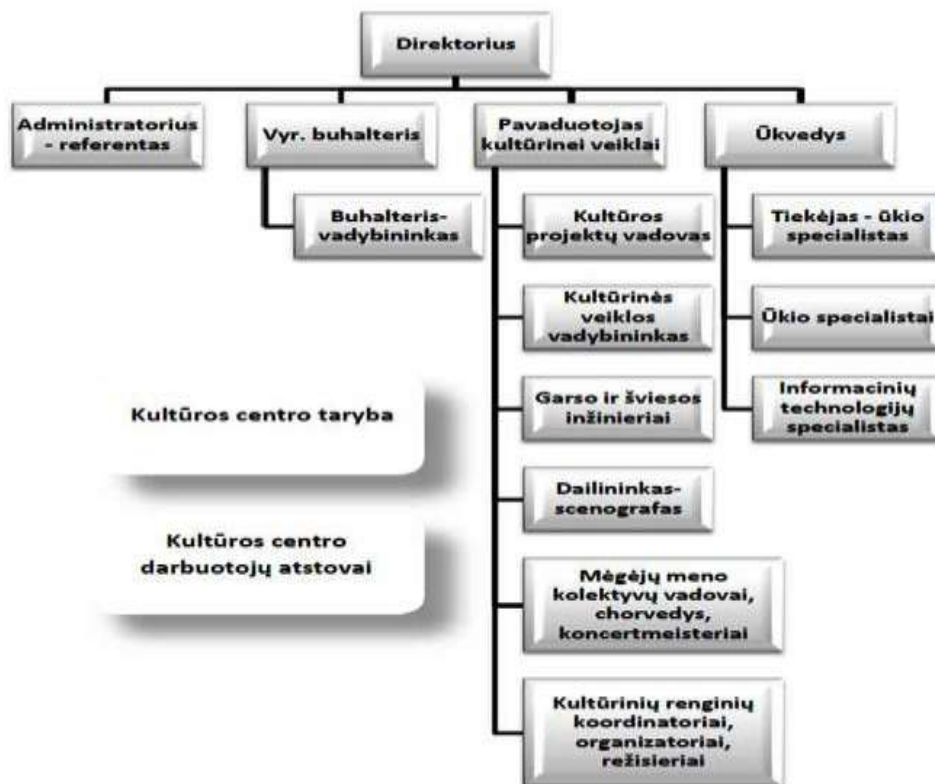 Direktorius
Administratorius
- referentas
Vyr. buhalteris
Pavaduotojas
kultūrinei veiklai
Ūkvedys
Buhalteris-
vadybininkas
Kultūros
projektų vadovas
Tiekėjas - ūkio
specialistas
Kultūrinės
veiklos
vadybininkas
Ūkio specialistai
Garso ir šviesos
inžinieriai
Informacinių
technologijų
specialistas
Kultūros centro taryba
Dailininkas-
scenografas
Kultūros centro
darbuotojų atstovai
Mėgėjų meno
kolektyvų vadovai,
chorvedys,
koncertmeisteriai
Kultūrinių renginių
koordinatoriai,
organizatoriai,
režisieriai